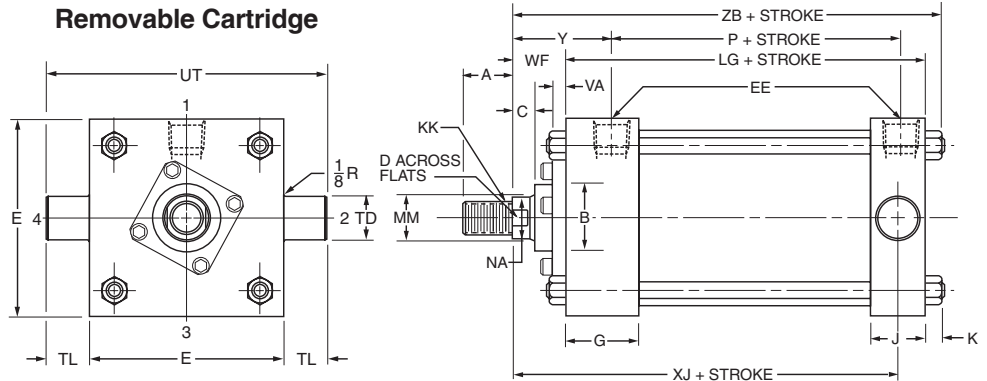 Removable Cartridge
UT
1
1/8 R
E
4
2
TD
3
TL
E
TL
ZB + STROKE
Y
P + STROKE
WF
LG + STROKE
A
VA
EE
C
KK
D ACROSS
FLATS
MM
B
NA
G
J
K
XJ + STROKE